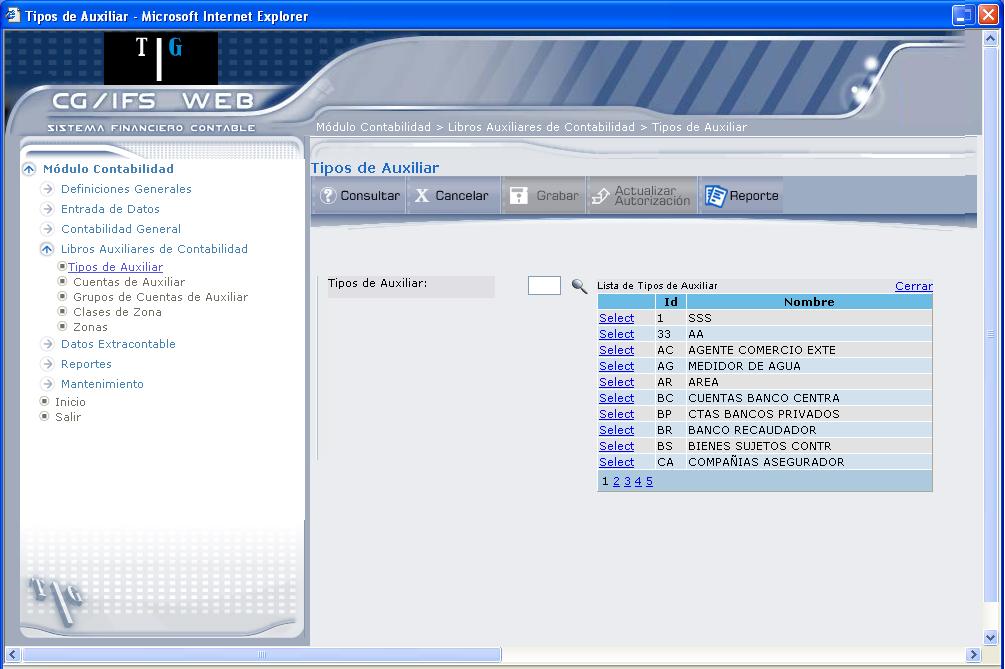 Tipos de Auxiliar - Microsoft Internet Explorer
T G
CG/IFS WEB
SISTEMA FINANCIERO CONTABLE
Módulo Contabilidad > Libros Auxiliares de Contabilidad > Tipos de Auxiliar
Módulo Contabilidad
Definiciones Generales
Entrada de Datos
Contabilidad General
Libros Auxiliares de Contabilidad
Tipos de Auxiliar
Cuentas de Auxiliar
Grupos de Cuentas de Auxiliar
Clases de Zona
Zonas
Datos Extracontable
Reportes
Mantenimiento
Inicio
Salir
T G
Tipos de Auxiliar
Consultar Cancelar Grabar Actualizar Autorización Reporte
Tipos de Auxiliar:
Lista de Tipos de Auxiliar Cerrar
Id Nombre
Select 1 SSS
Select 33 AA
Select AC AGENTE COMERCIO EXTE
Select AG MEDIDOR DE AGUA
Select AR AREA
Select BC CUENTAS BANCO CENTRA
Select BP CTAS BANCOS PRIVADOS
Select BR BANCO RECAUDADOR
Select BS BIENES SUJETOS CONTR
Select CA COMPAÑIAS ASEGURADOR
1 2 3 4 5